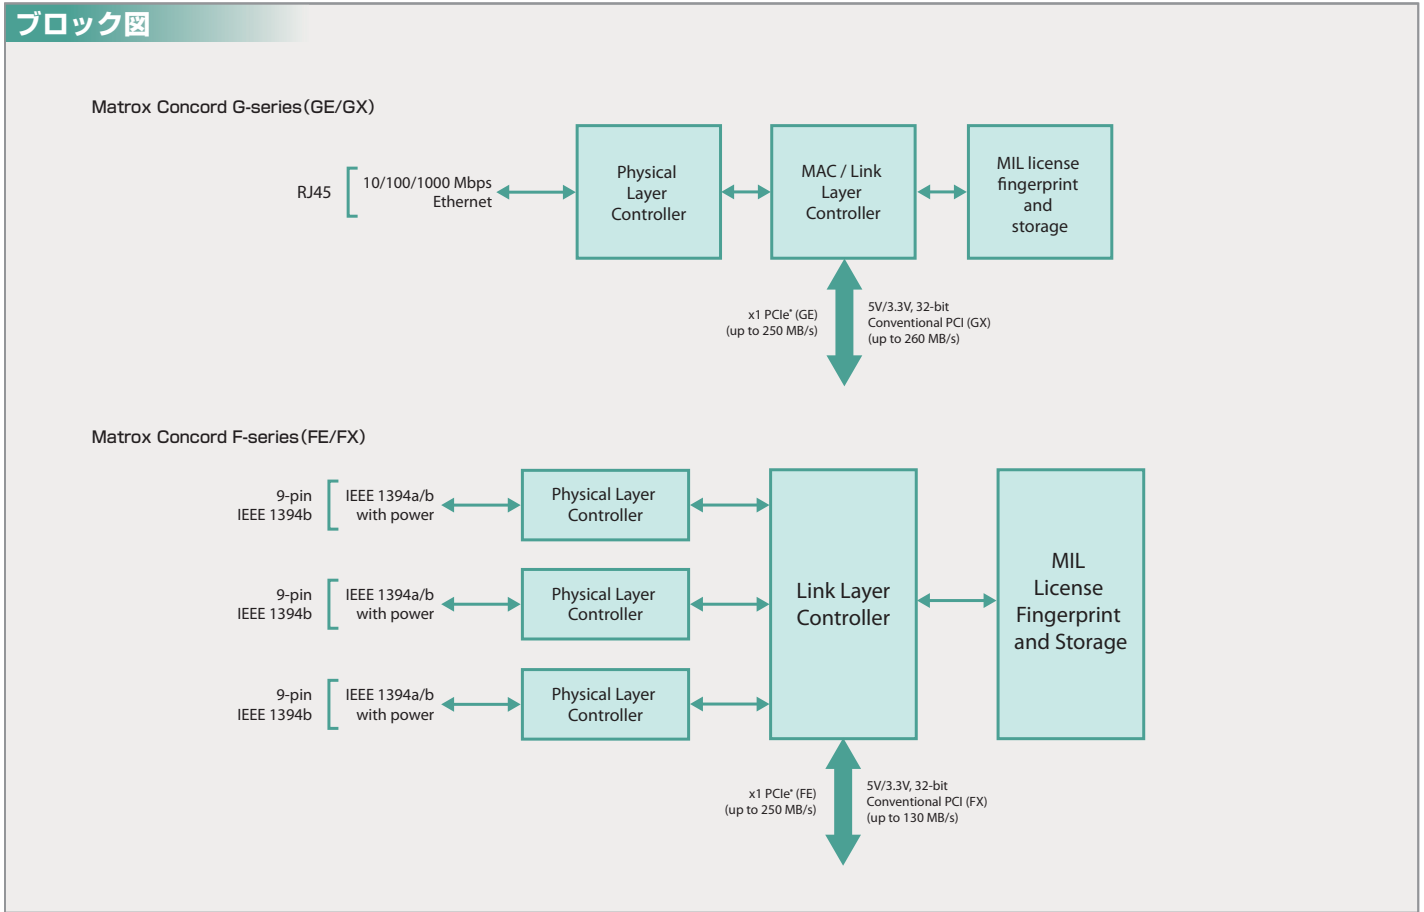 ブロック図
Matrox Concord G-series(GE/GX)
RJ45
10/100/1000 Mbps
Ethernet
Physical
Layer
Controller
MAC / Link
Layer
Controller
MIL license
fingerprint
and
storage
x1 PCIe® (GE)
(up to 250 MB/s)
5V/3.3V, 32-bit
Conventional PCI (GX)
(up to 260 MB/s)
Matrox Concord F-series(FE/FX)
9-pin
IEEE 1394b
IEEE 1394a/b
with power
Physical Layer
Controller
9-pin
IEEE 1394b
IEEE 1394a/b
with power
Physical Layer
Controller
9-pin
IEEE 1394b
IEEE 1394a/b
with power
Physical Layer
Controller
Link Layer
Controller
MIL
License
Fingerprint
and Storage
x1 PCIe® (FE)
(up to 250 MB/s)
5V/3.3V, 32-bit
Conventional PCI (FX)
(up to 130 MB/s)